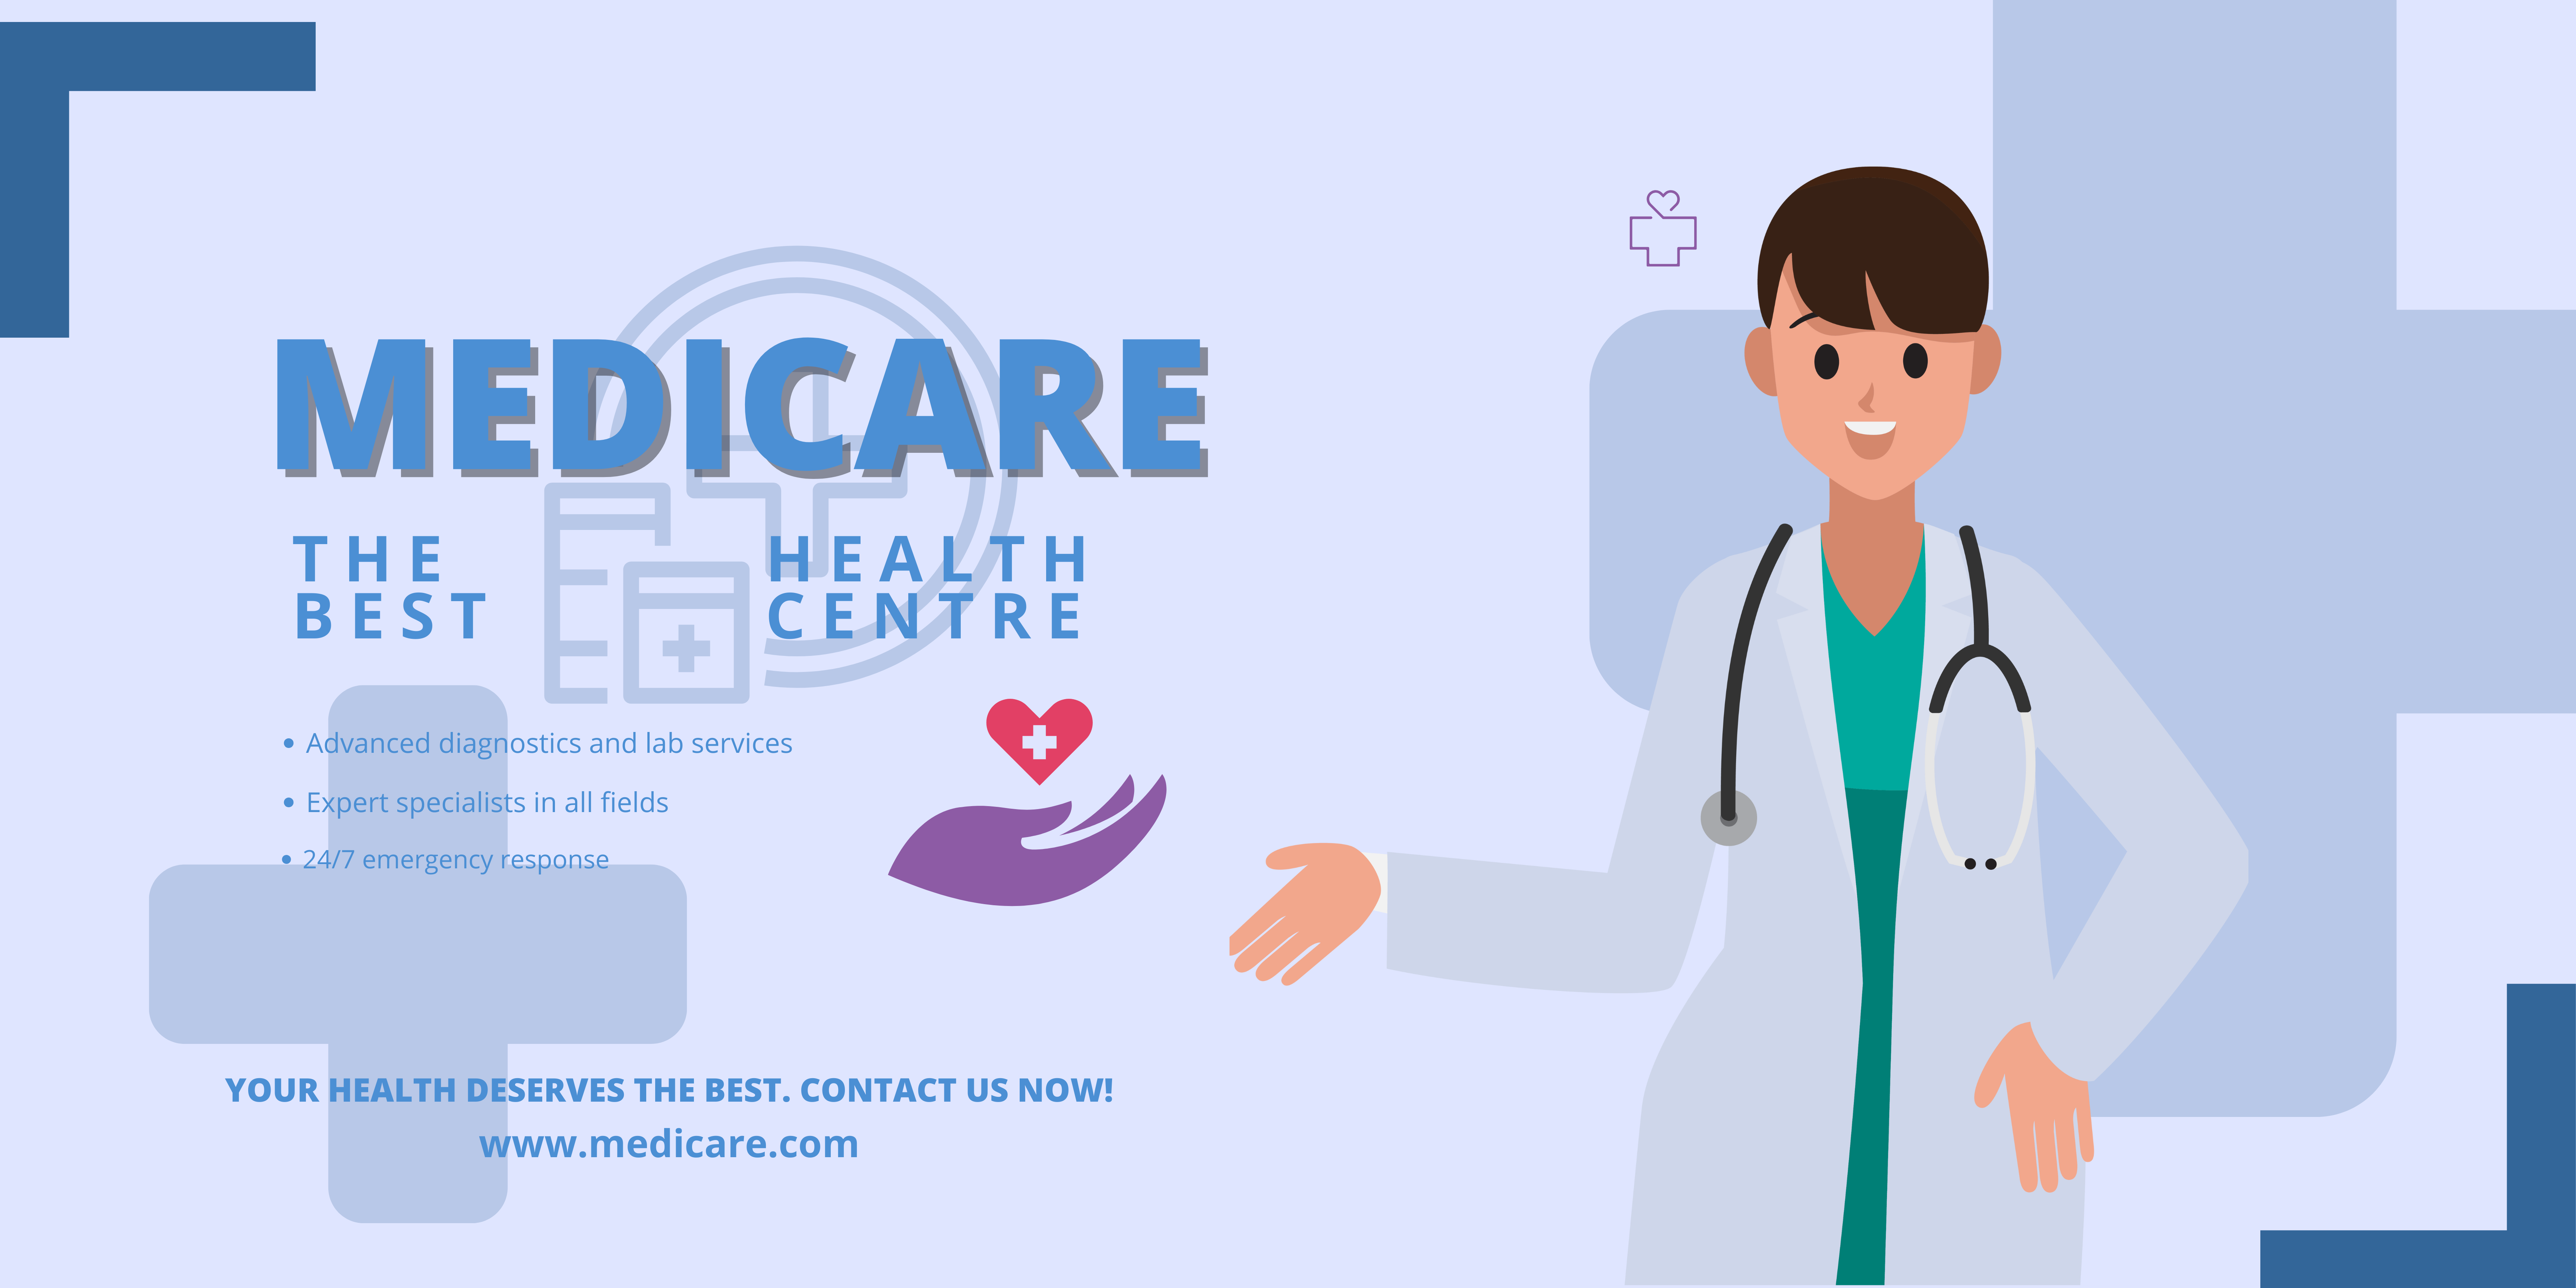 MEDICARE
THE HEALTH
BEST CENTRE
• Advanced diagnostics and lab services
• Expert specialists in all fields
• 24/7 emergency response
YOUR HEALTH DESERVES THE BEST. CONTACT US NOW!
www.medicare.com